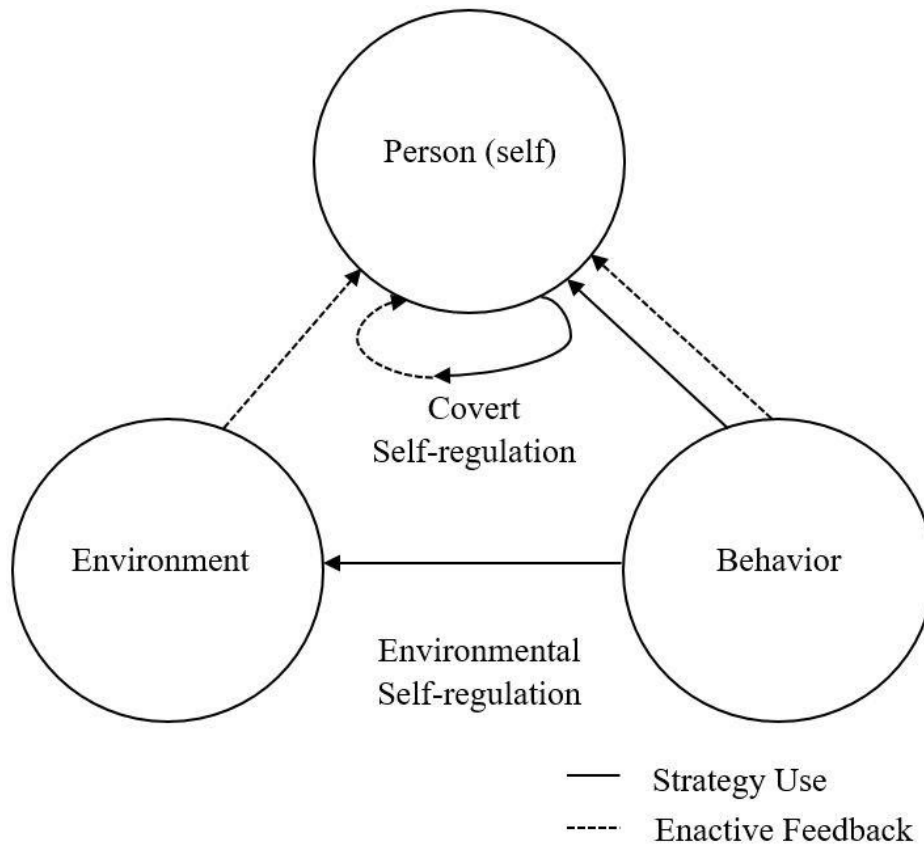 Person (self)
Covert
Self-regulation
Environment
Behavior
Environmental
Self-regulation
Strategy Use
Enactive Feedback